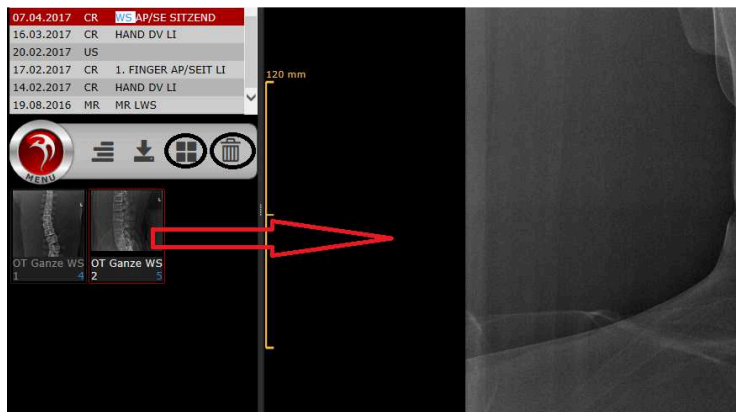 07.04.2017 CR WS AP/SE SITZEND
16.03.2017 CR HAND DV LI
20.02.2017 US
17.02.2017 CR 1. FINGER AP/SEIT LI
14.02.2017 CR HAND DV LI
19.08.2016 MR MR LWS
120 mm
MENU
OT Ganze WS OT Ganze WS
1 4 2 5